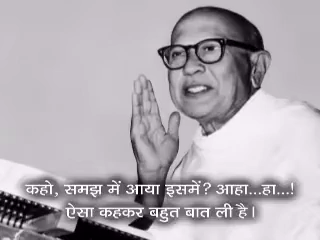 कहो, समझ में आया इसमें? आहा...हा...!
ऐसा कहकर बहुत बात ली है।